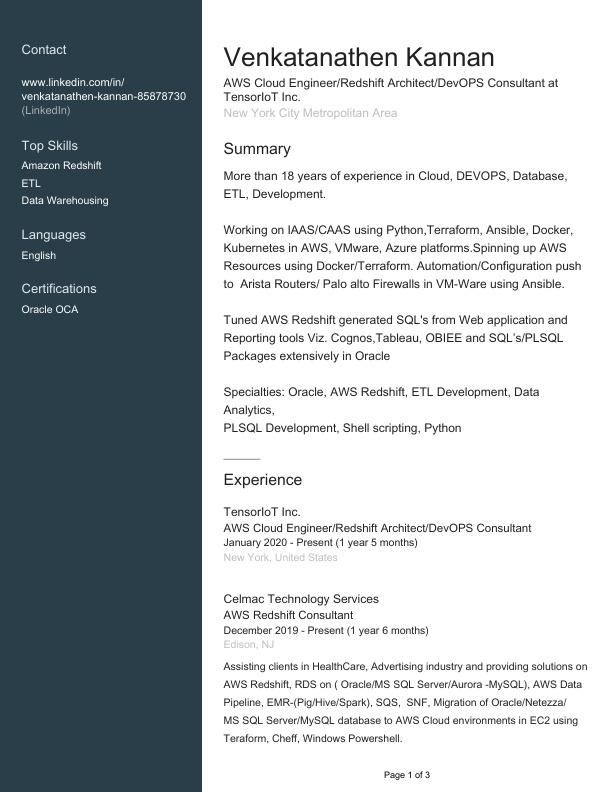 Contact
www.linkedin.com/in/
venkatanathen-kannan-85878730
(LinkedIn)
Top Skills
Amazon Redshift
ETL
Data Warehousing
Languages
English
Certifications
Oracle OCA
Venkatanathen Kannan
AWS Cloud Engineer/Redshift Architect/DevOPS Consultant at
TensorIoT Inc.
New York City Metropolitan Area
Summary
More than 18 years of experience in Cloud, DEVOPS, Database,
ETL, Development.
Working on IAAS/CAAS using Python,Terraform, Ansible, Docker,
Kubernetes in AWS, VMware, Azure platforms.Spinning up AWS
Resources using Docker/Terraform. Automation/Configuration push
to  Arista Routers/ Palo alto Firewalls in VM-Ware using Ansible.
Tuned AWS Redshift generated SQL's from Web application and
Reporting tools Viz. Cognos,Tableau, OBIEE and SQL's/PLSQL
Packages extensively in Oracle
Specialties: Oracle, AWS Redshift, ETL Development, Data
Analytics,
PLSQL Development, Shell scripting, Python
Experience
TensorIoT Inc.
AWS Cloud Engineer/Redshift Architect/DevOPS Consultant
January 2020 - Present (1 year 5 months)
New York, United States
Celmac Technology Services
AWS Redshift Consultant
December 2019 - Present (1 year 6 months)
Edison, NJ
Assisting clients in HealthCare, Advertising industry and providing solutions on
AWS Redshift, RDS on ( Oracle/MS SQL Server/Aurora -MySQL), AWS Data
Pipeline, EMR-(Pig/Hive/Spark), SQS,  SNF, Migration of Oracle/Netezza/
MS SQL Server/MySQL database to AWS Cloud environments in EC2 using
Teraform, Cheff, Windows Powershell.
Page 1 of 3